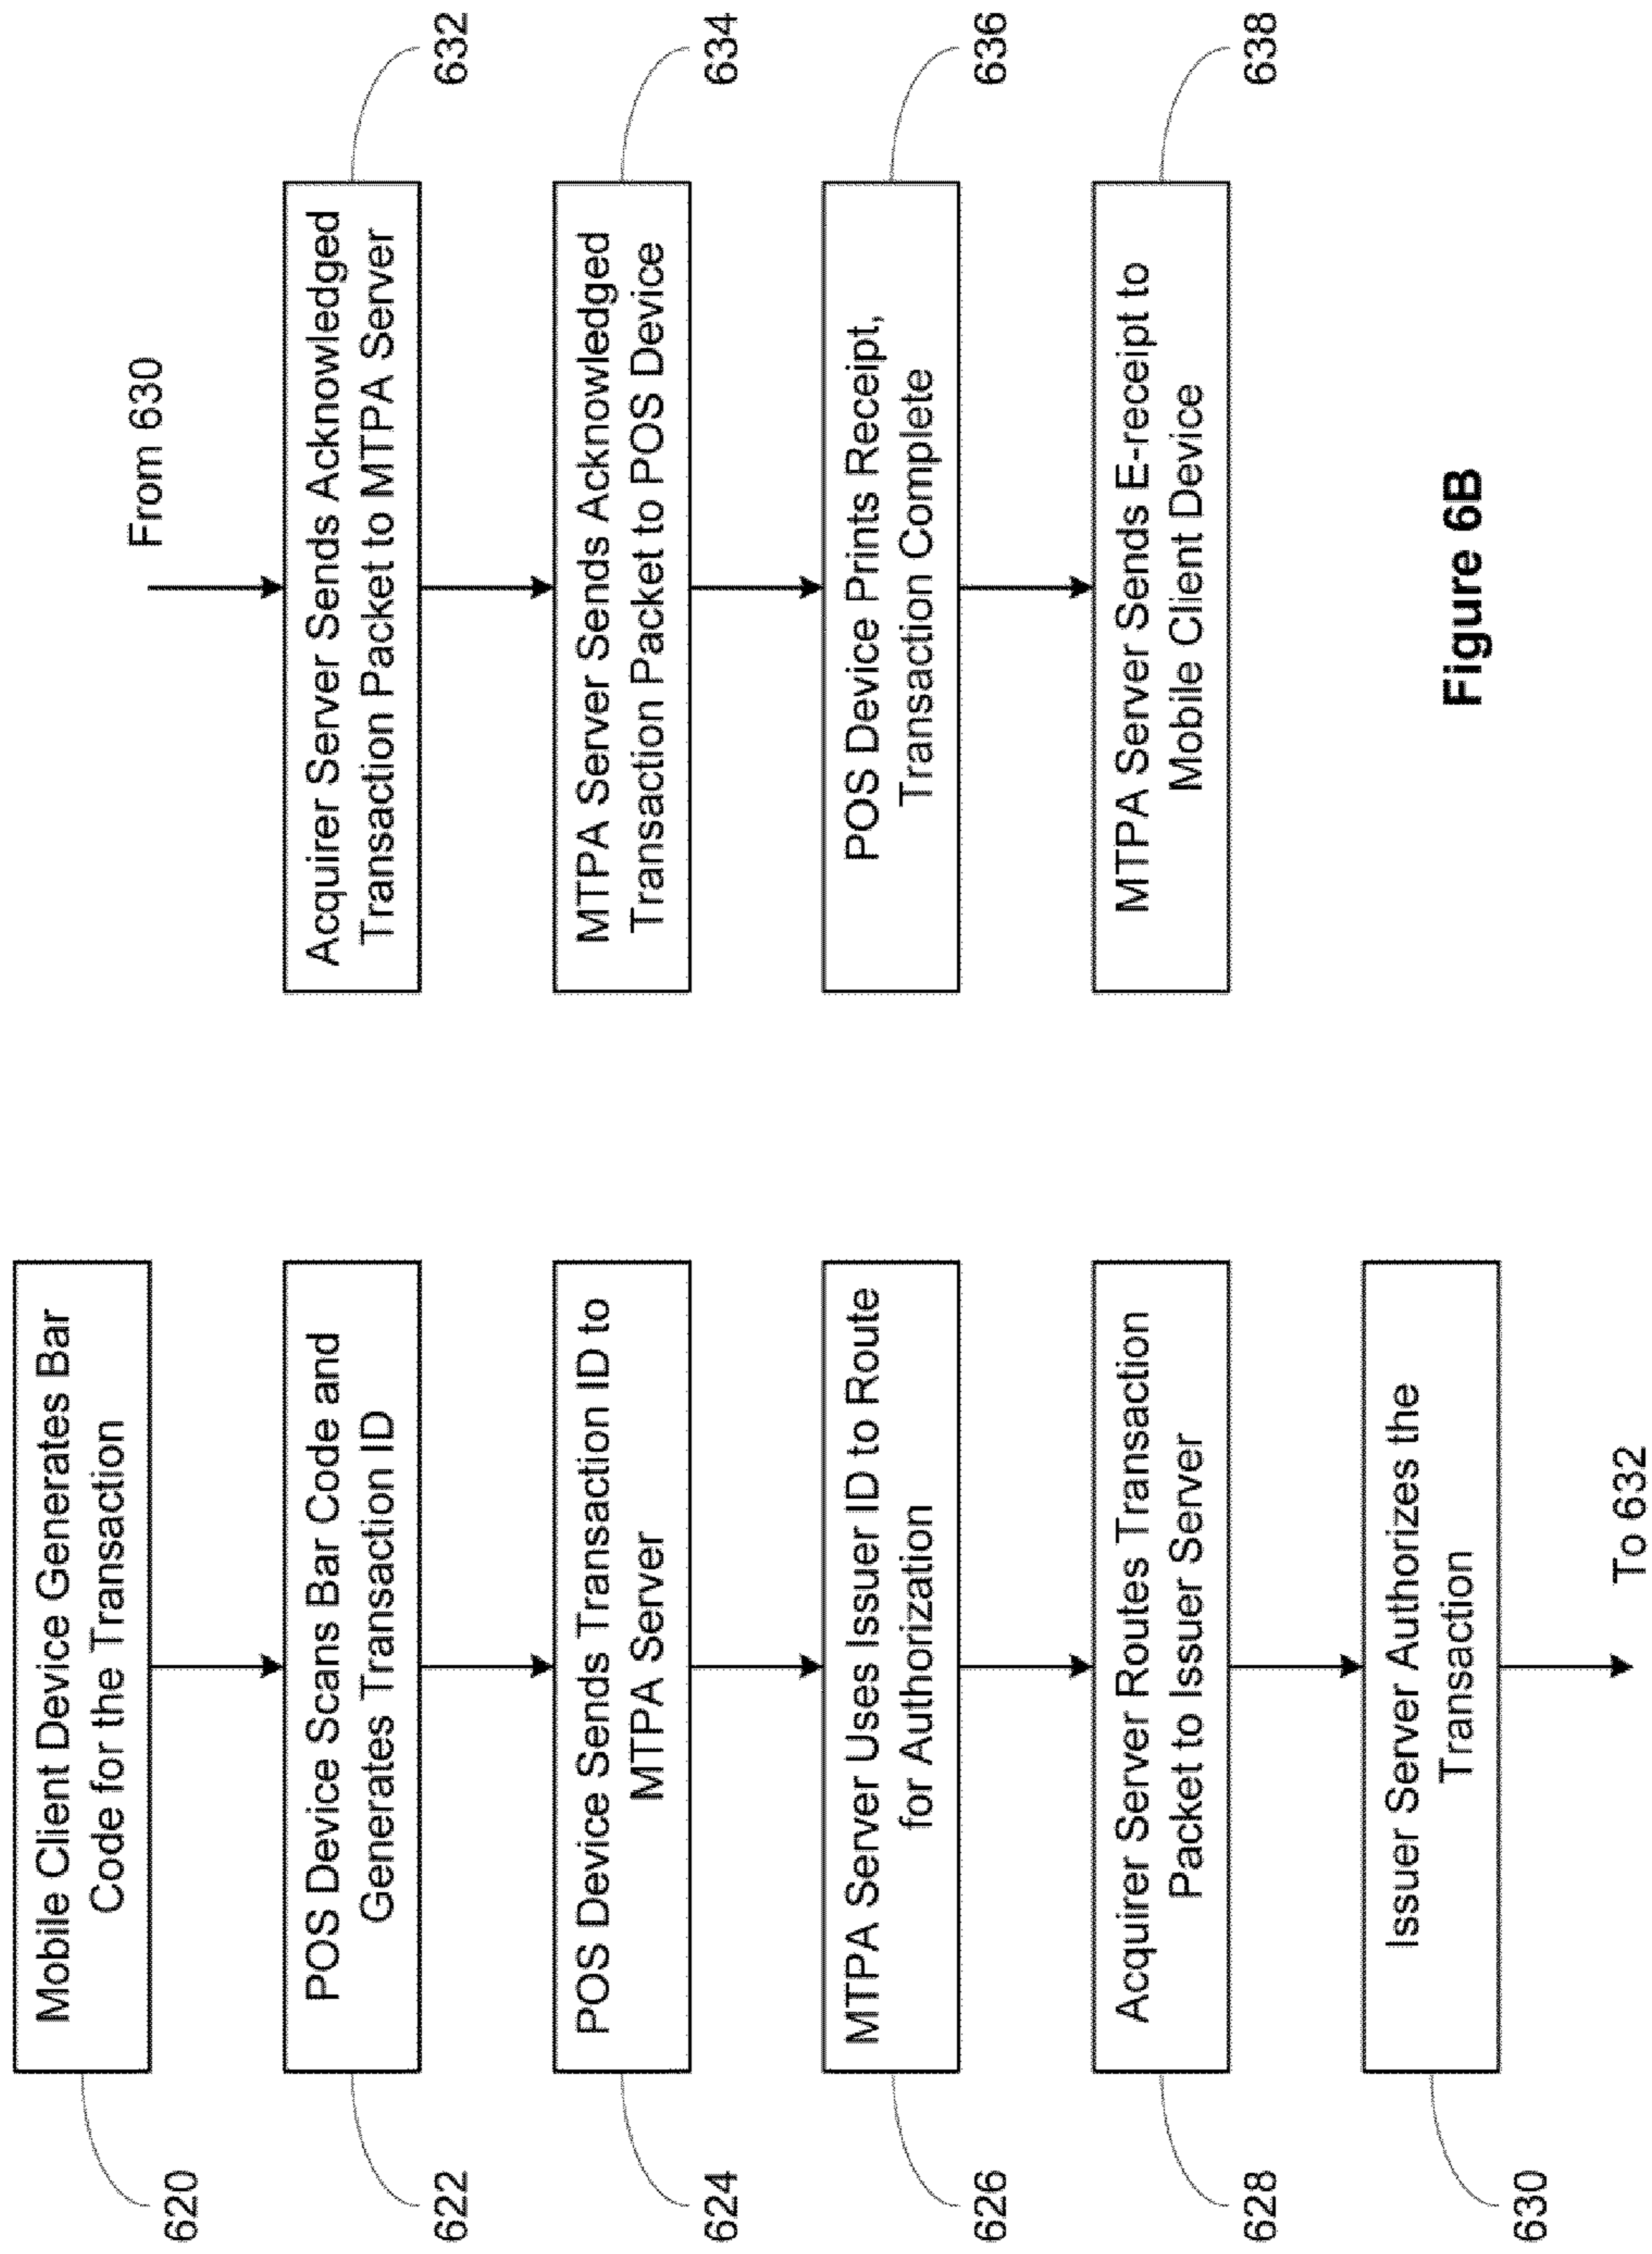 620
Mobile Client Device Generates Bar
Code for the Transaction
622
POS Device Scans Bar Code and
Generates Transaction ID
624
POS Device Sends Transaction ID to
MTPA Server
626
MTPA Server Uses Issuer ID to Route
for Authorization
628
Acquirer Server Routes Transaction
Packet to Issuer Server
630
Issuer Server Authorizes the
Transaction
To 632
From 630
Acquirer Server Sends Acknowledged
Transaction Packet to MTPA Server
632
MTPA Server Sends Acknowledged
Transaction Packet to POS Device
634
POS Device Prints Receipt,
Transaction Complete
636
MTPA Server Sends E-receipt to
Mobile Client Device
638
Figure 6B